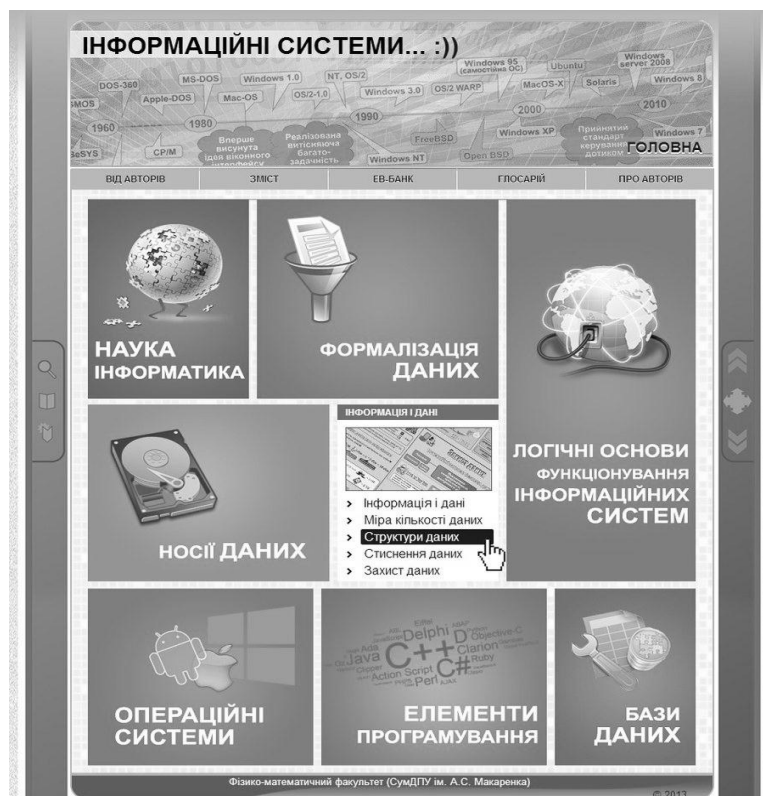 ІНФОРМАЦІЙНІ СИСТЕМИ... :))
DOS-360
MS-DOS
Windows 1.0
NT, OS/2
Windows 95
(самостійна ОС)
Ubuntu
Windows
server 2008
Apple-DOS
Mac-OS
OS/2-1.0
Windows 3.0
OS/2 WARP
MacOS-X
Solaris
Windows 8
1960
1980
1990
2000
2010
CP/M
Вперше
висунута
ідея віконного
інтерфейсу
Реалізована
витісняюча
багато-
задачність
Windows NT
FreeBSD
Open BSD
Windows XP
Прийнятий
стандарт
керування
дотиком
Windows 7
ГОЛОВНА
ВІД АВТОРІВ
ЗМІСТ
ЕВ-БАНК
ГЛОСАРІЙ
ПРО АВТОРІВ
НАУКА
ІНФОРМАТИКА
ФОРМАЛІЗАЦІЯ
ДАНИХ
ЛОГІЧНІ ОСНОВИ
ФУНКЦІОНУВАННЯ
ІНФОРМАЦІЙНИХ
СИСТЕМ
НОСІЇ ДАНИХ
ІНФОРМАЦІЯ І ДАНІ
Інформація і дані
Міра кількості даних
Структури даних
Стиснення даних
Захист даних
ОПЕРАЦІЙНІ
СИСТЕМИ
Eiffel
Delphi
Objective-C
Ada
Java
C++
Clarion
Action Script
C#
Ruby
Perl
ЕЛЕМЕНТИ
ПРОГРАМУВАННЯ
БАЗИ
ДАНИХ
Фізико-математичний факультет (СумДПУ ім. А.С. Макаренка)
© 2013